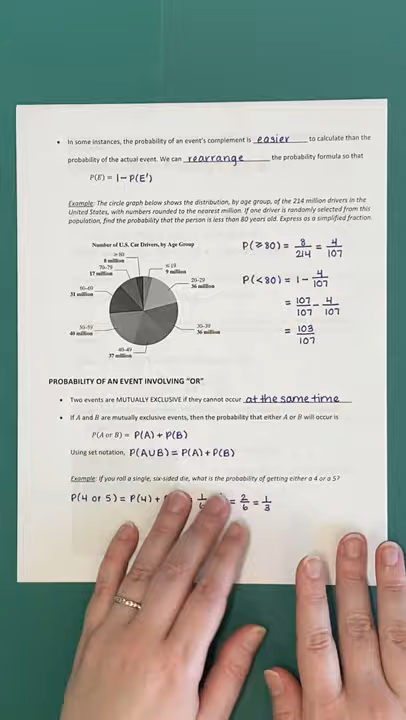 • In some instances, the probability of an event's complement is easier to calculate than the
probability of the actual event. We can rearrange the probability formula so that
P(E) = 1 − P(E′)
Example: The circle graph below shows the distribution, by age group, of the 214 million drivers in the
United States, with numbers rounded to the nearest million. If one driver is randomly selected from this
population, find the probability that the person is less than 80 years old. Express as a simplified fraction.
Number of U.S. Car Drivers, by Age Group
≥ 80
8 million
70–79
17 million
≤ 19
9 million
20–29
36 million
60–69
31 million
50–59
40 million
30–39
36 million
40–49
37 million
P(≥80) = 8/214 = 4/107
P(<80) = 1 − 4/107
= 107/107 − 4/107
= 103/107
PROBABILITY OF AN EVENT INVOLVING "OR"
• Two events are MUTUALLY EXCLUSIVE if they cannot occur at the same time
• If A and B are mutually exclusive events, then the probability that either A or B will occur is
P(A or B) = P(A) + P(B)
Using set notation, P(A∪B) = P(A) + P(B)
Example: If you roll a single, six-sided die, what is the probability of getting either a 4 or a 5?
P(4 or 5) = P(4) + = 2/6 = 1/3